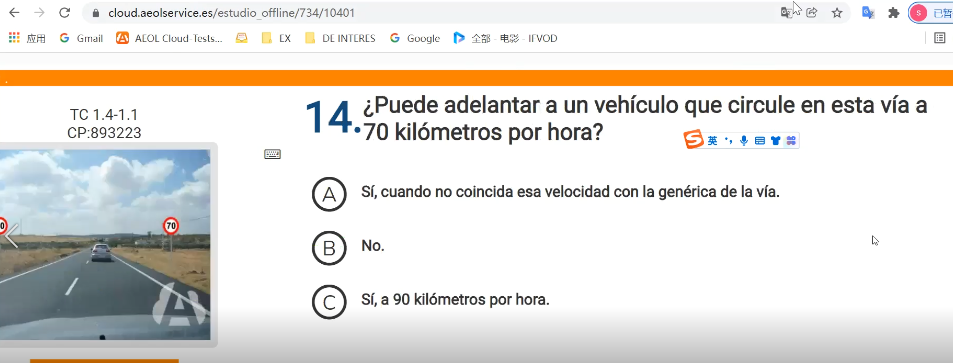 cloud.aeolservice.es/estudio_offline/734/10401
S
已暂
应用
Gmail
AEOL Cloud-Tests...
EX
DE INTERES
Google
全部 - 电影 - IFVOD
TC 1.4-1.1
CP:893223
14. ¿Puede adelantar a un vehículo que circule en esta vía a
70 kilómetros por hora?
英
70
A Sí, cuando no coincida esa velocidad con la genérica de la vía.
B No.
C Sí, a 90 kilómetros por hora.